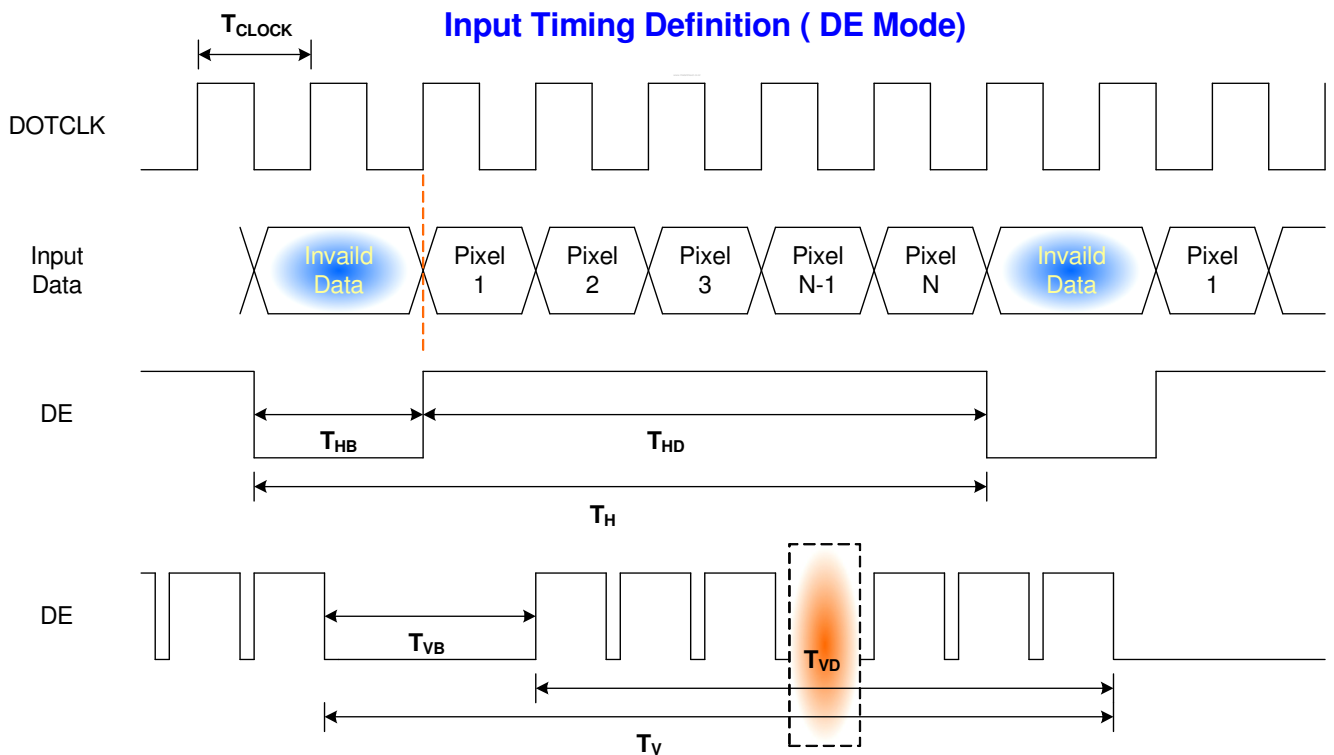 Input Timing Definition ( DE Mode)
TCLOCK
DOTCLK
Input
Data
Invaild
Data
Pixel
1
Pixel
2
Pixel
3
Pixel
N-1
Pixel
N
Invaild
Data
Pixel
1
DE
THB
THD
TH
DE
TVB
TVD
TV